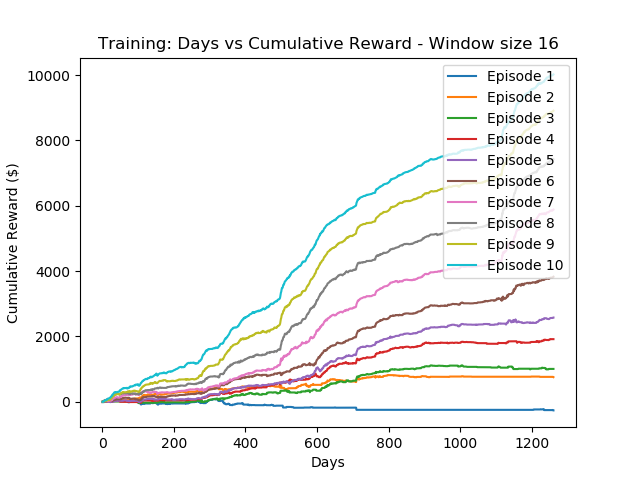 Training: Days vs Cumulative Reward - Window size 16
Cumulative Reward ($)
10000
8000
6000
4000
2000
0
Episode 1
Episode 2
Episode 3
Episode 4
Episode 5
Episode 6
Episode 7
Episode 8
Episode 9
Episode 10
0 200 400 600 800 1000 1200
Days